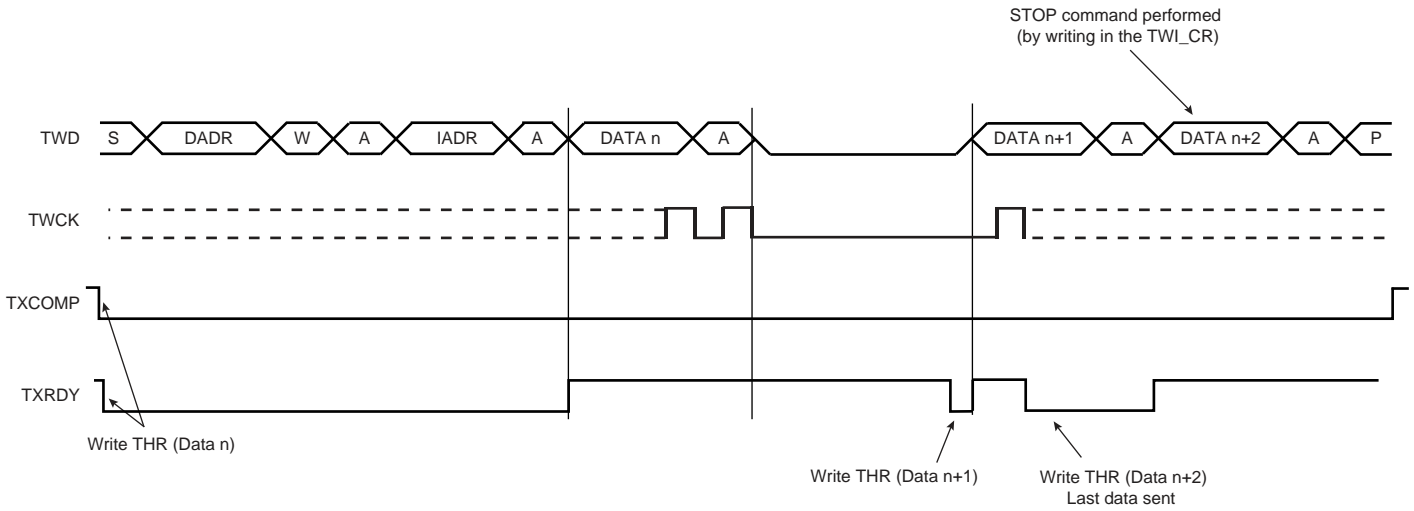 STOP command performed
(by writing in the TWI_CR)
TWD S DADR W A IADR A DATA n A DATA n+1 A DATA n+2 A P
TWCK
TXCOMP
TXRDY
Write THR (Data n)
Write THR (Data n+1)
Write THR (Data n+2)
Last data sent